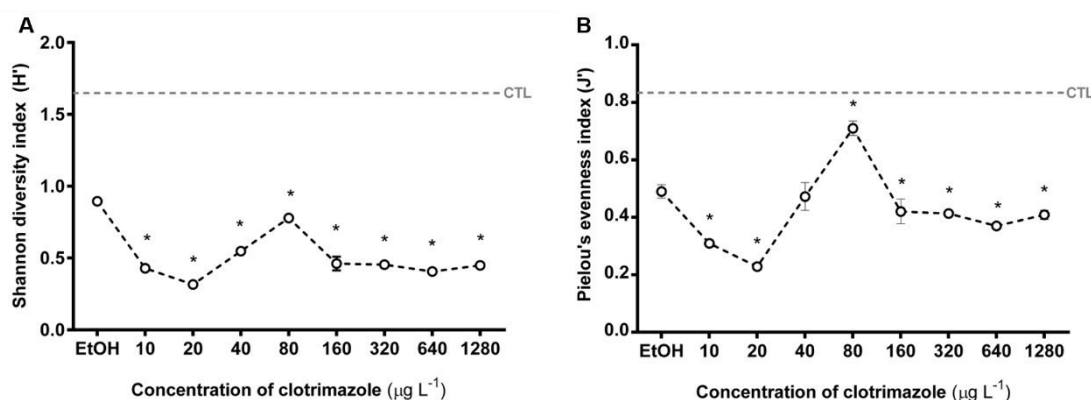 A
Shannon diversity index (H')
2.0
1.5
1.0
0.5
0.0
CTL
*
*
*
*
*
*
*
*
EtOH 10 20 40 80 160 320 640 1280
Concentration of clotrimazole (µg L⁻¹)
B
Pielou's evenness index (J')
1.0
0.8
0.6
0.4
0.2
0.0
CTL
*
*
*
*
*
*
*
EtOH 10 20 40 80 160 320 640 1280
Concentration of clotrimazole (µg L⁻¹)